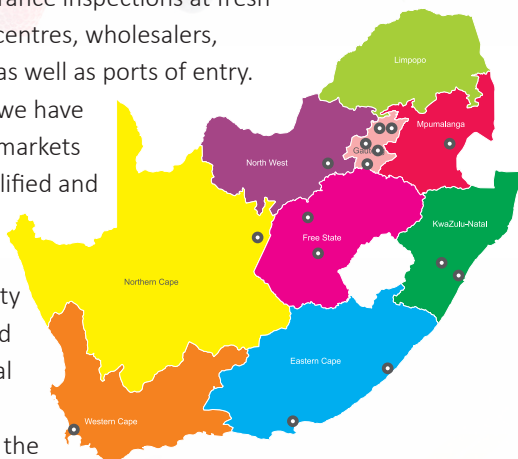 rance inspections at fresh
centres, wholesalers,
as well as ports of entry.
we have
markets
lified and
ty
d
al
the
Limpopo
Mpumalanga
North West
KwaZulu-Natal
Free State
Northern Cape
Eastern Cape
Western Cape